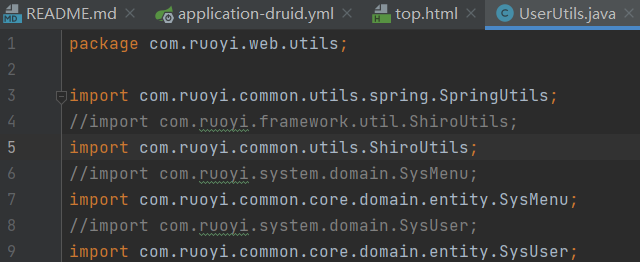 README.md application-druid.yml top.html UserUtils.java
1 package com.ruoyi.web.utils;
2
3 import com.ruoyi.common.utils.spring.SpringUtils;
4 //import com.ruoyi.framework.util.ShiroUtils;
5 import com.ruoyi.common.utils.ShiroUtils;
6 //import com.ruoyi.system.domain.SysMenu;
7 import com.ruoyi.common.core.domain.entity.SysMenu;
8 //import com.ruoyi.system.domain.SysUser;
9 import com.ruoyi.common.core.domain.entity.SysUser;